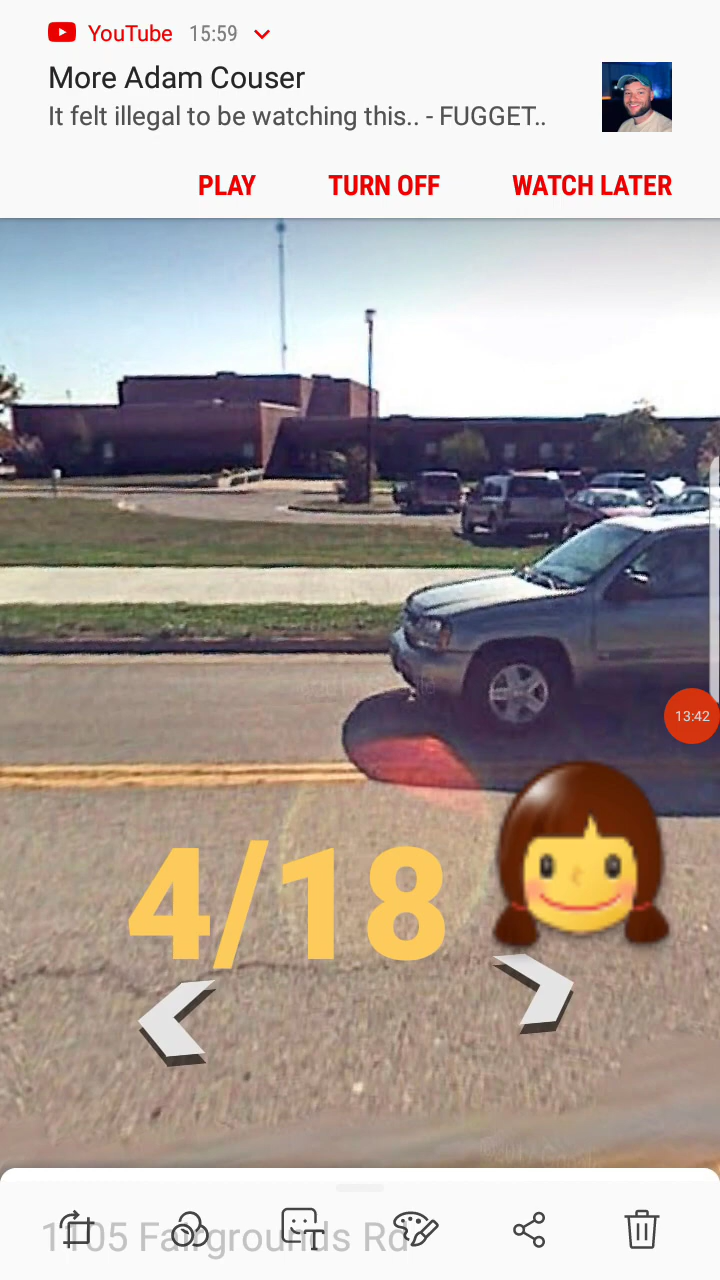 YouTube 15:59
More Adam Couser
It felt illegal to be watching this.. - FUGGET..
PLAY TURN OFF WATCH LATER
13:42
4/18
1105 Fairgrounds Rd